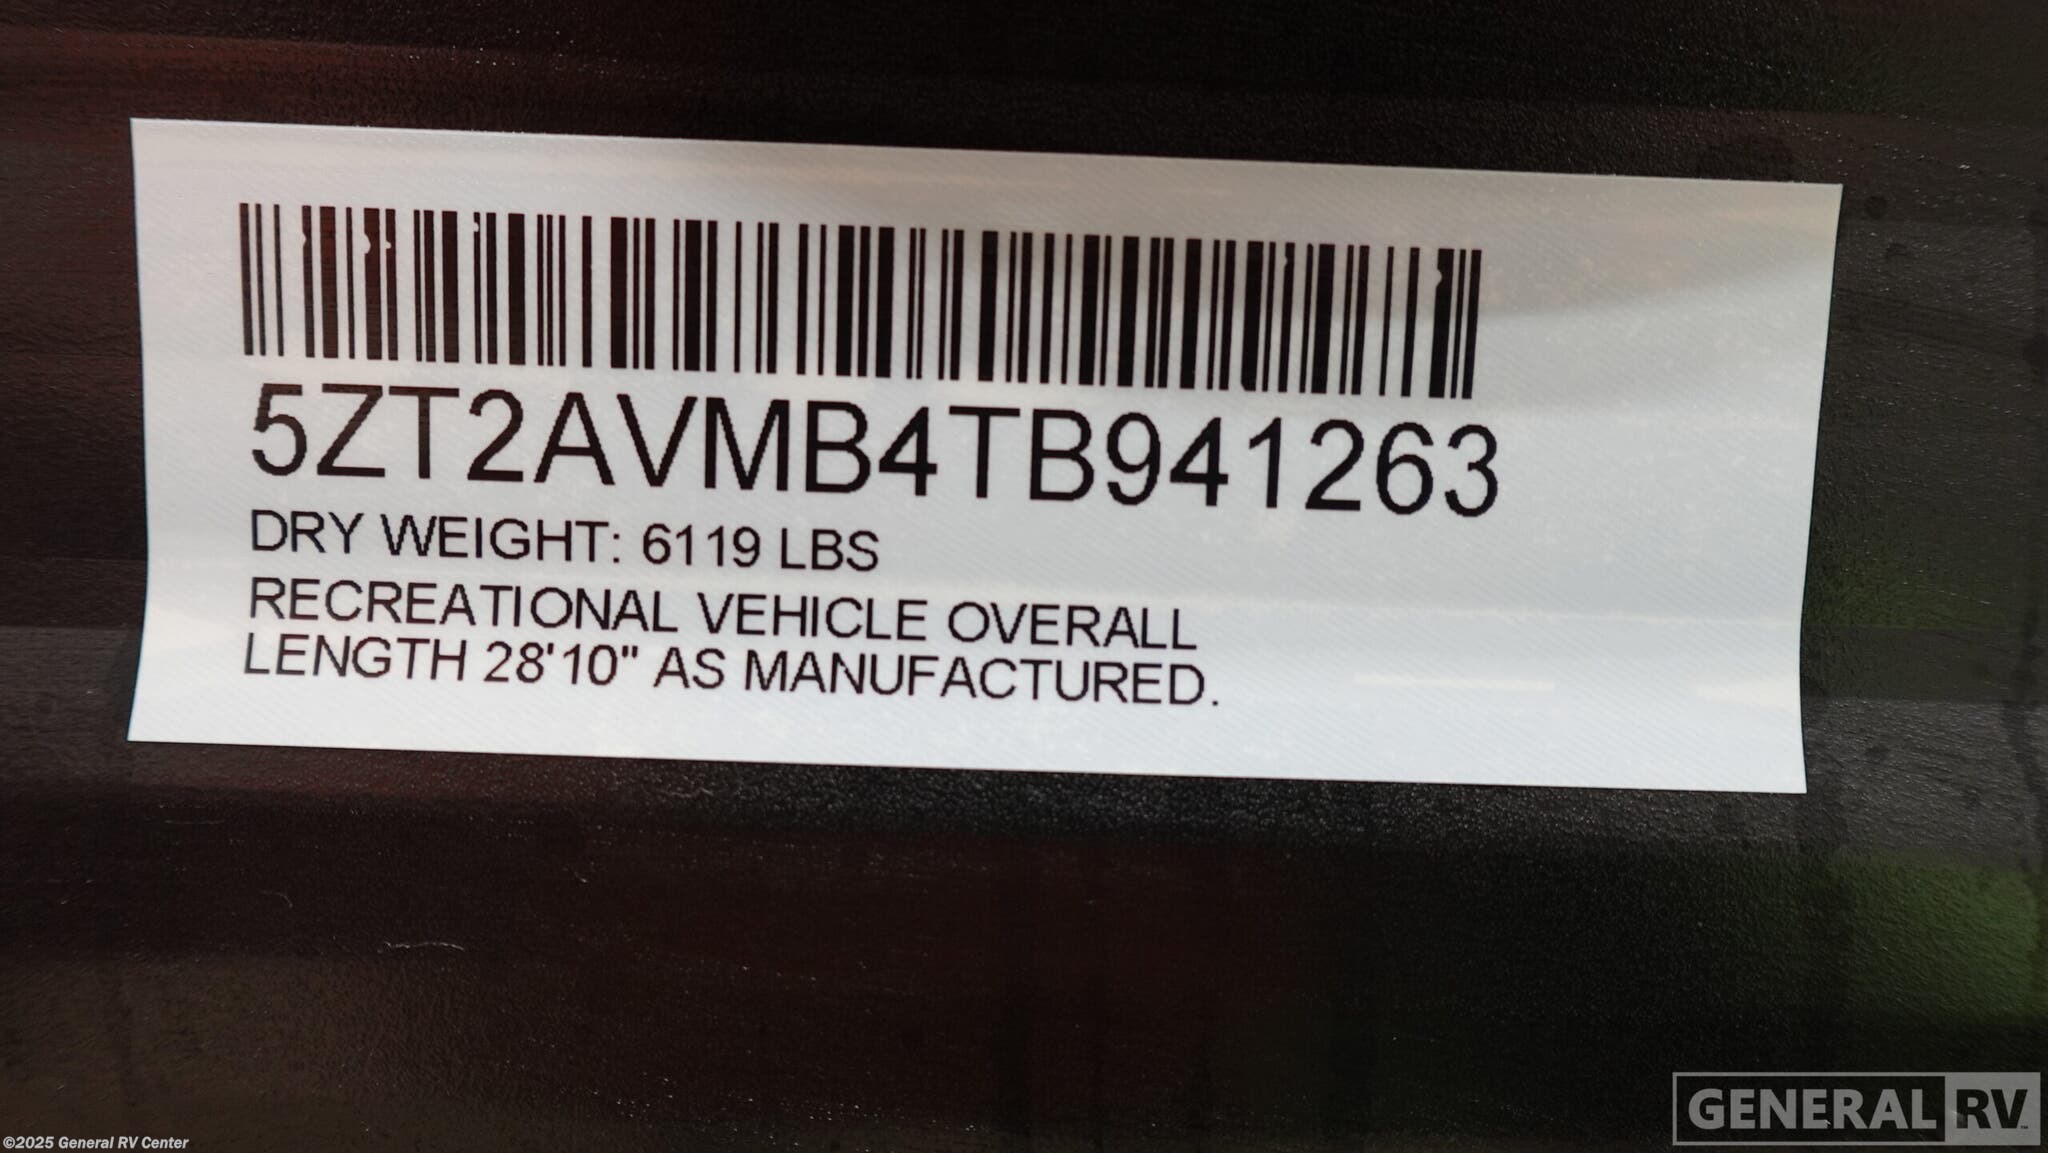 5ZT2AVMB4TB941263
DRY WEIGHT: 6119 LBS
RECREATIONAL VEHICLE OVERALL
LENGTH 28'10" AS MANUFACTURED.
GENERAL RV
©2025 General RV Center